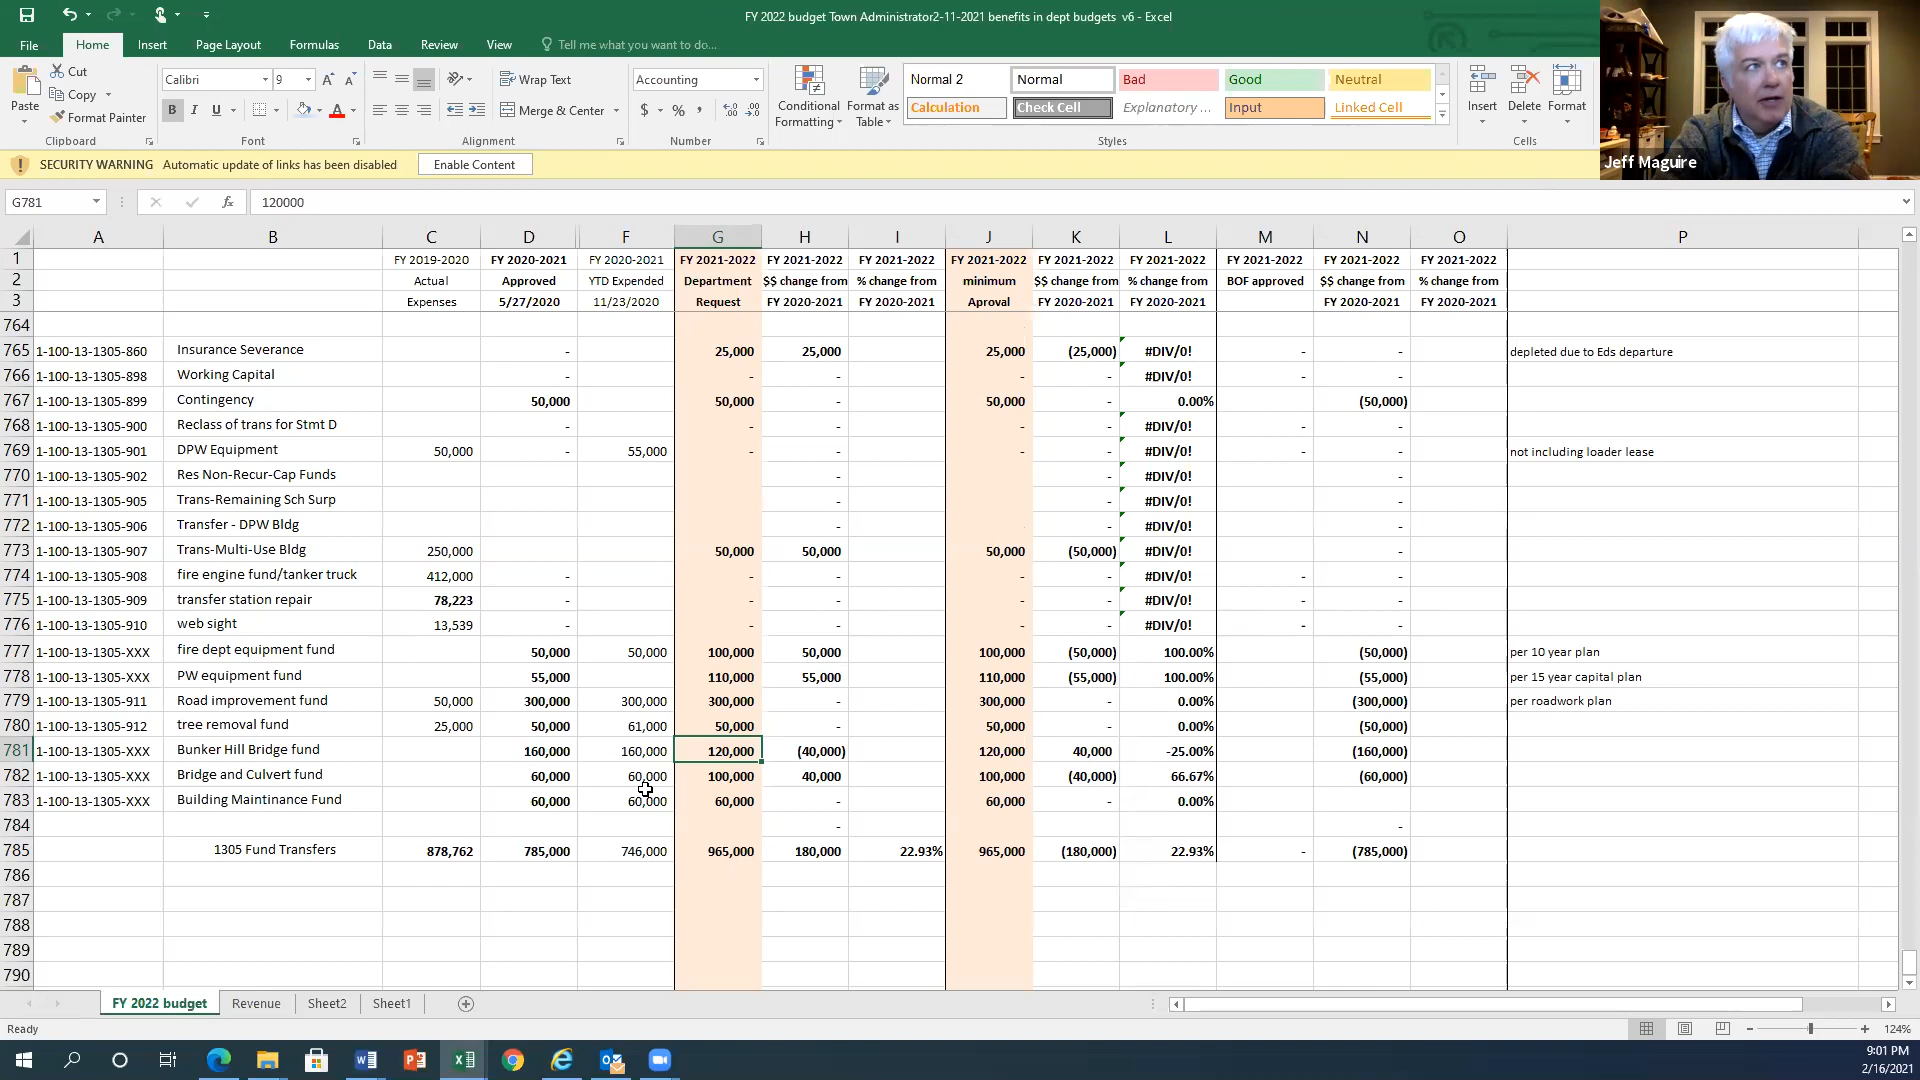 FY 2022 budget Town Administrator2-11-2021 benefits in dept budgets v6 - Excel
File Home Insert Page Layout Formulas Data Review View Tell me what you want to do...
Cut
Copy
Format Painter
Paste
Clipboard
Calibri 9
B I U
Font
Wrap Text
Merge & Center
Alignment
Accounting
$ % ,
Number
Conditional Formatting
Format as Table
Normal 2 Normal Bad Good Neutral
Calculation Check Cell Explanatory ... Input Linked Cell
Styles
Insert Delete Format
Cells
Jeff Maguire
SECURITY WARNING Automatic update of links has been disabled Enable Content
G781 fx 120000
A B C D F G H I J K L M N O P
1 FY 2019-2020 FY 2020-2021 FY 2020-2021 FY 2021-2022 FY 2021-2022 FY 2021-2022 FY 2021-2022 FY 2021-2022 FY 2021-2022 FY 2021-2022 FY 2021-2022 FY 2021-2022
2 Actual Approved YTD Expended Department $$ change from % change from minimum $$ change from % change from BOF approved $$ change from % change from
3 Expenses 5/27/2020 11/23/2020 Request FY 2020-2021 FY 2020-2021 Aproval FY 2020-2021 FY 2020-2021 FY 2020-2021 FY 2020-2021
764
765 1-100-13-1305-860 Insurance Severance - 25,000 25,000 25,000 (25,000) #DIV/0! - - depleted due to Eds departure
766 1-100-13-1305-898 Working Capital - - - - - #DIV/0! - -
767 1-100-13-1305-899 Contingency 50,000 50,000 - 50,000 - 0.00% (50,000)
768 1-100-13-1305-900 Reclass of trans for Stmt D - - - - - #DIV/0! - -
769 1-100-13-1305-901 DPW Equipment 50,000 - 55,000 - - - - #DIV/0! - - not including loader lease
770 1-100-13-1305-902 Res Non-Recur-Cap Funds - - #DIV/0! -
771 1-100-13-1305-905 Trans-Remaining Sch Surp - - #DIV/0! -
772 1-100-13-1305-906 Transfer - DPW Bldg - - #DIV/0! -
773 1-100-13-1305-907 Trans-Multi-Use Bldg 250,000 50,000 50,000 50,000 (50,000) #DIV/0! -
774 1-100-13-1305-908 fire engine fund/tanker truck 412,000 - - - - - #DIV/0! - -
775 1-100-13-1305-909 transfer station repair 78,223 - - - - - #DIV/0! - -
776 1-100-13-1305-910 web sight 13,539 - - - - - #DIV/0! - -
777 1-100-13-1305-XXX fire dept equipment fund 50,000 50,000 100,000 50,000 100,000 (50,000) 100.00% (50,000) per 10 year plan
778 1-100-13-1305-XXX PW equipment fund 55,000 110,000 55,000 110,000 (55,000) 100.00% (55,000) per 15 year capital plan
779 1-100-13-1305-911 Road improvement fund 50,000 300,000 300,000 300,000 - 300,000 - 0.00% (300,000) per roadwork plan
780 1-100-13-1305-912 tree removal fund 25,000 50,000 61,000 50,000 - 50,000 - 0.00% (50,000)
781 1-100-13-1305-XXX Bunker Hill Bridge fund 160,000 160,000 120,000 (40,000) 120,000 40,000 -25.00% (160,000)
782 1-100-13-1305-XXX Bridge and Culvert fund 60,000 60,000 100,000 40,000 100,000 (40,000) 66.67% (60,000)
783 1-100-13-1305-XXX Building Maintinance Fund 60,000 60,000 60,000 - 60,000 - 0.00%
784 - -
785 1305 Fund Transfers 878,762 785,000 746,000 965,000 180,000 22.93% 965,000 (180,000) 22.93% - (785,000)
786
787
788
789
790
FY 2022 budget Revenue Sheet2 Sheet1
Ready 124%
9:01 PM
2/16/2021